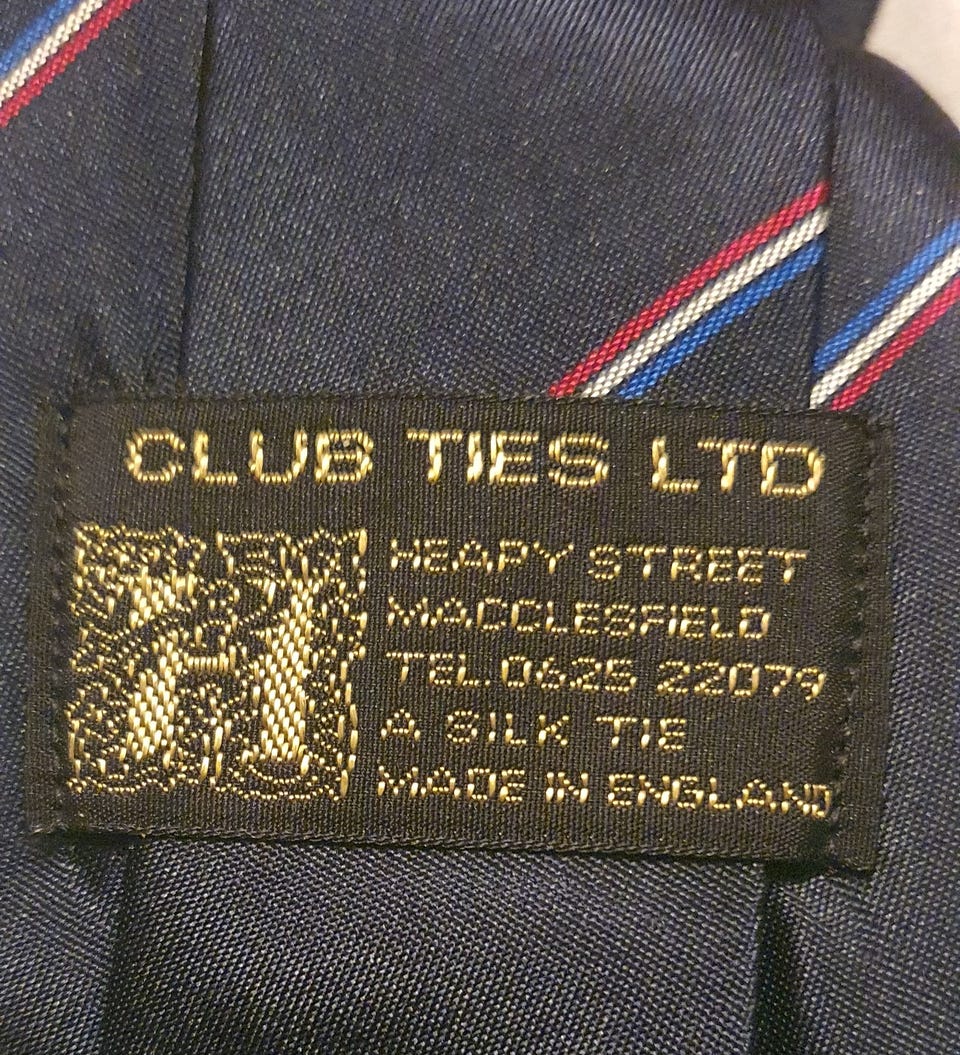 CLUB TIES LTD
H
HEAPY STREET
MACCLESFIELD
TEL.0625 22079
A SILK TIE
MADE IN ENGLAND